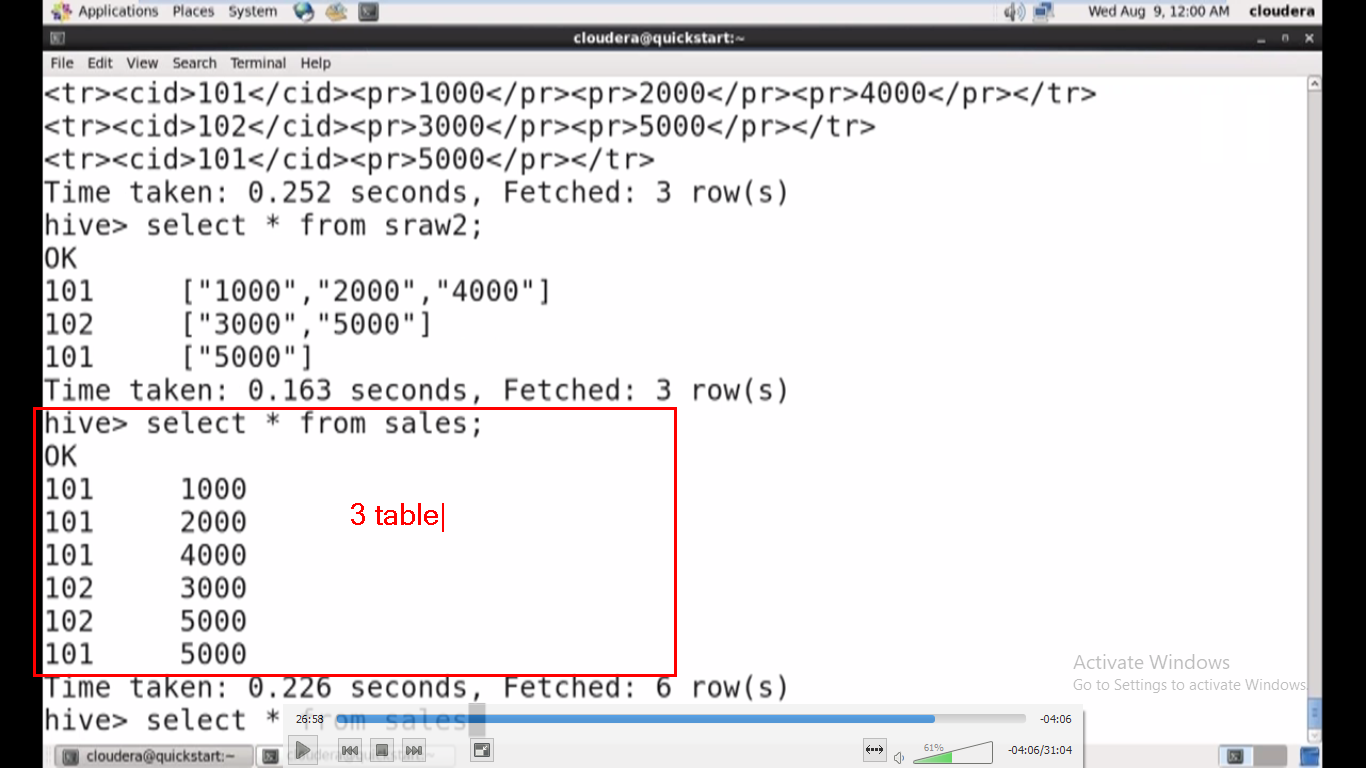 Applications Places System Wed Aug 9, 12:00 AM cloudera
cloudera@quickstart:~
File Edit View Search Terminal Help
<tr><cid>101</cid><pr>1000</pr><pr>2000</pr><pr>4000</pr></tr>
<tr><cid>102</cid><pr>3000</pr><pr>5000</pr></tr>
<tr><cid>101</cid><pr>5000</pr></tr>
Time taken: 0.252 seconds, Fetched: 3 row(s)
hive> select * from sraw2;
OK
101 ["1000","2000","4000"]
102 ["3000","5000"]
101 ["5000"]
Time taken: 0.163 seconds, Fetched: 3 row(s)
hive> select * from sales;
OK
101 1000
101 2000
101 4000
102 3000
102 5000
101 5000
3 table
Time taken: 0.226 seconds, Fetched: 6 row(s)
hive> select * from sales
Activate Windows
Go to Settings to activate Windows.
26:58 -04:06
61% -04:06/31:04
cloudera@quickstart:~ cloudera@quickstart:~